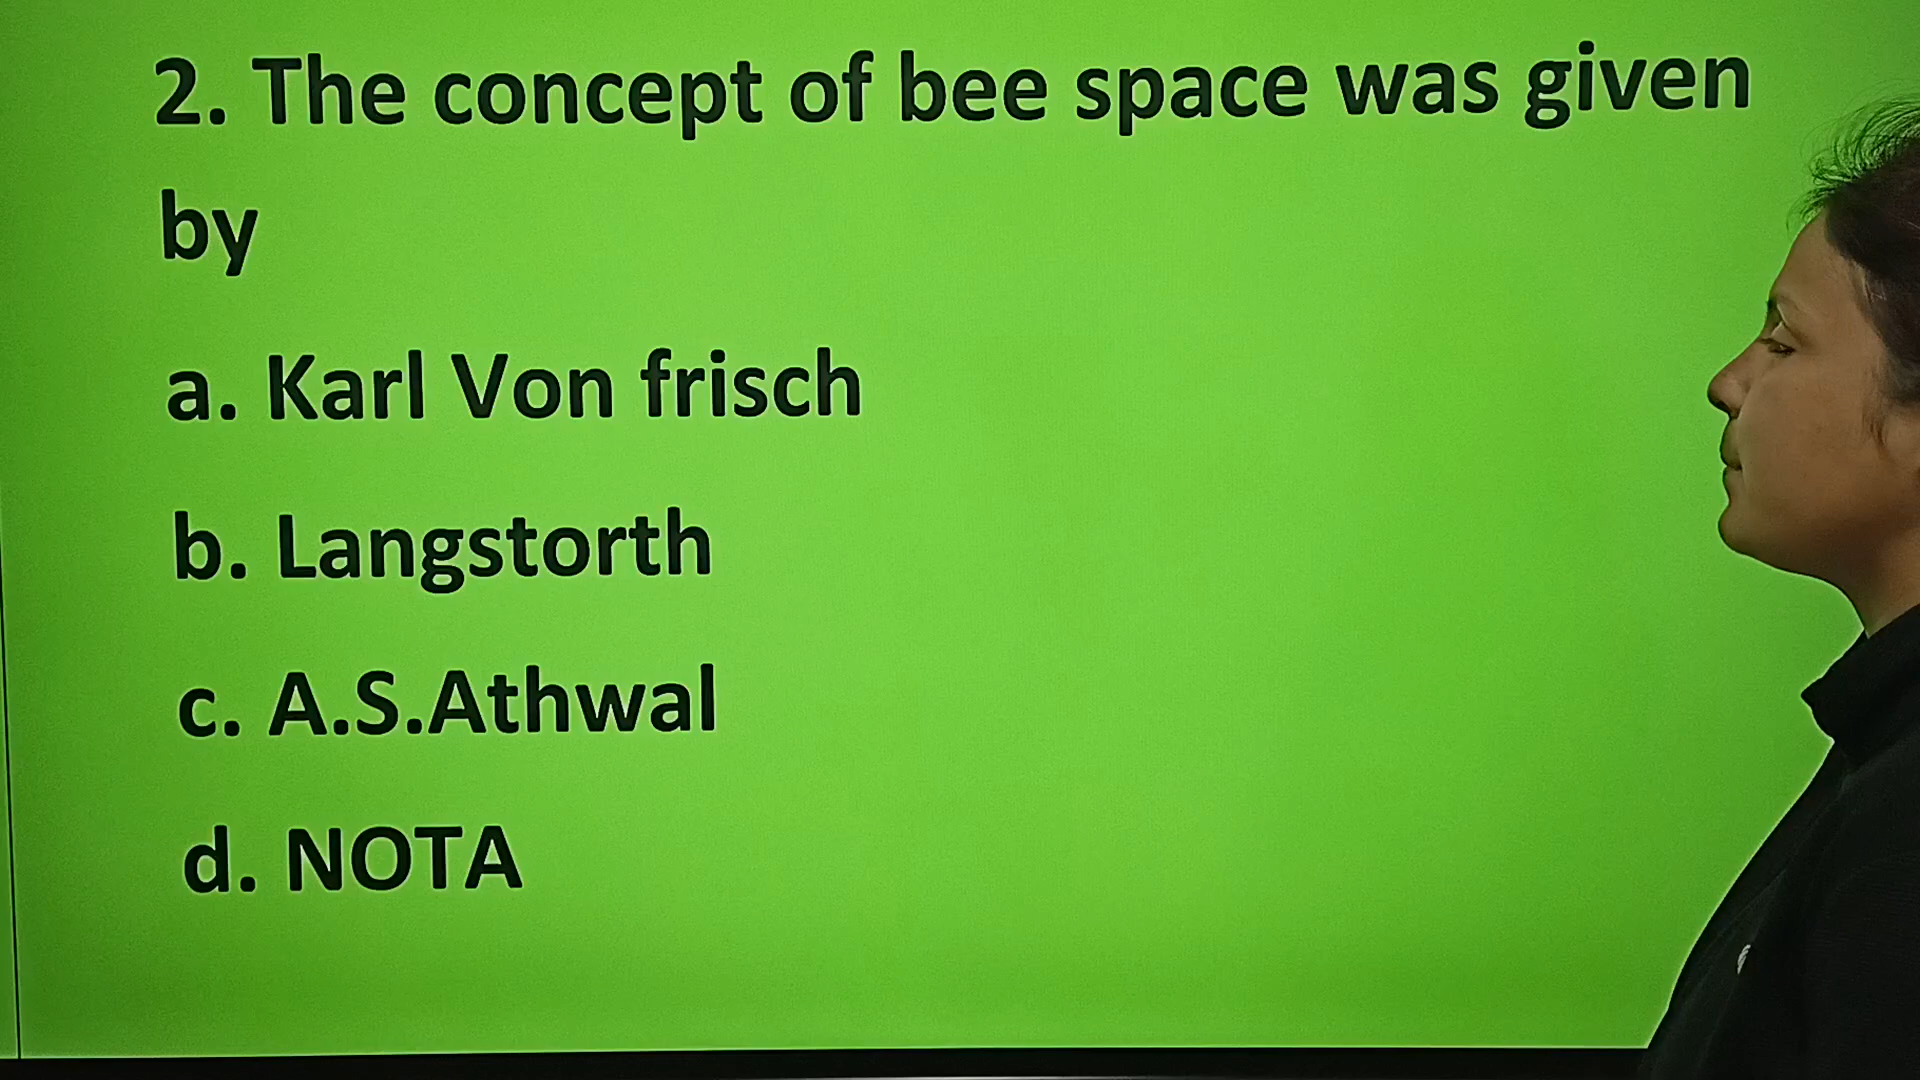 2. The concept of bee space was given
by
a. Karl Von frisch
b. Langstorth
c. A.S.Athwal
d. NOTA